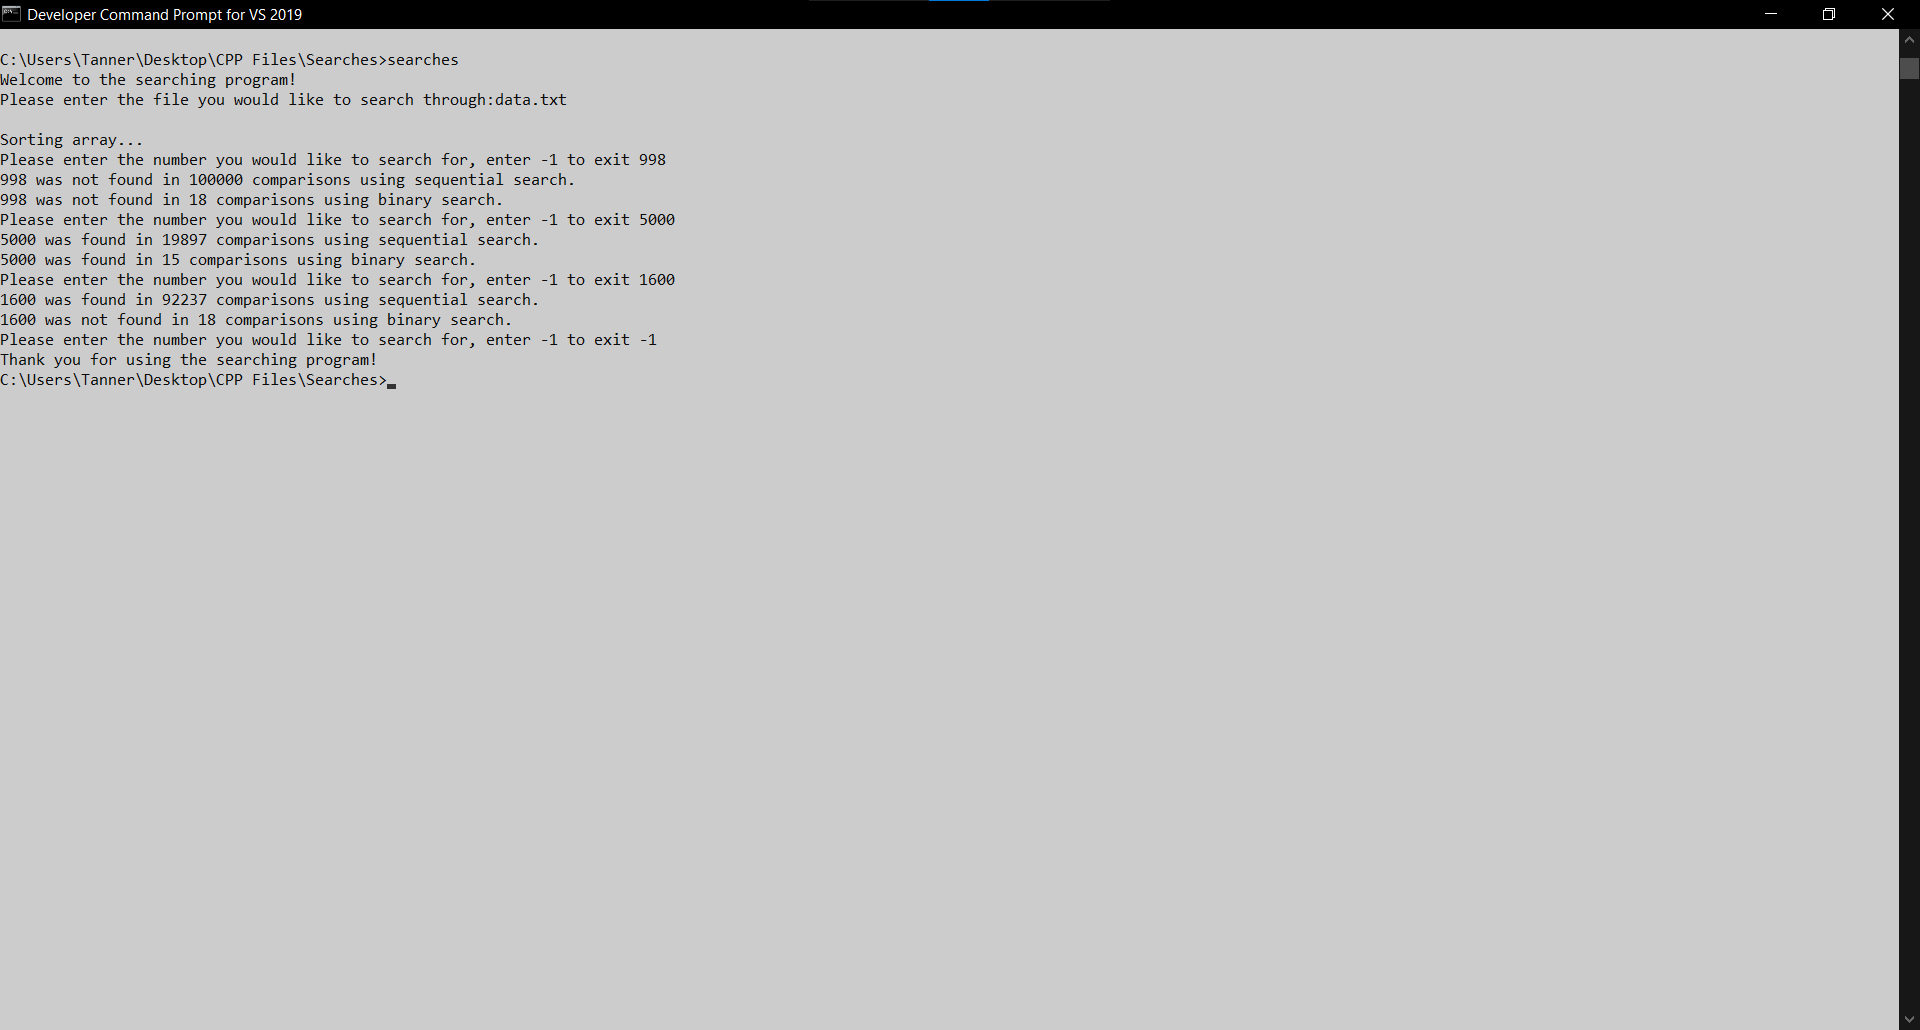 Developer Command Prompt for VS 2019
C:\Users\Tanner\Desktop\CPP Files\Searches>searches
Welcome to the searching program!
Please enter the file you would like to search through:data.txt
Sorting array...
Please enter the number you would like to search for, enter -1 to exit 998
998 was not found in 100000 comparisons using sequential search.
998 was not found in 18 comparisons using binary search.
Please enter the number you would like to search for, enter -1 to exit 5000
5000 was found in 19897 comparisons using sequential search.
5000 was found in 15 comparisons using binary search.
Please enter the number you would like to search for, enter -1 to exit 1600
1600 was found in 92237 comparisons using sequential search.
1600 was not found in 18 comparisons using binary search.
Please enter the number you would like to search for, enter -1 to exit -1
Thank you for using the searching program!
C:\Users\Tanner\Desktop\CPP Files\Searches>